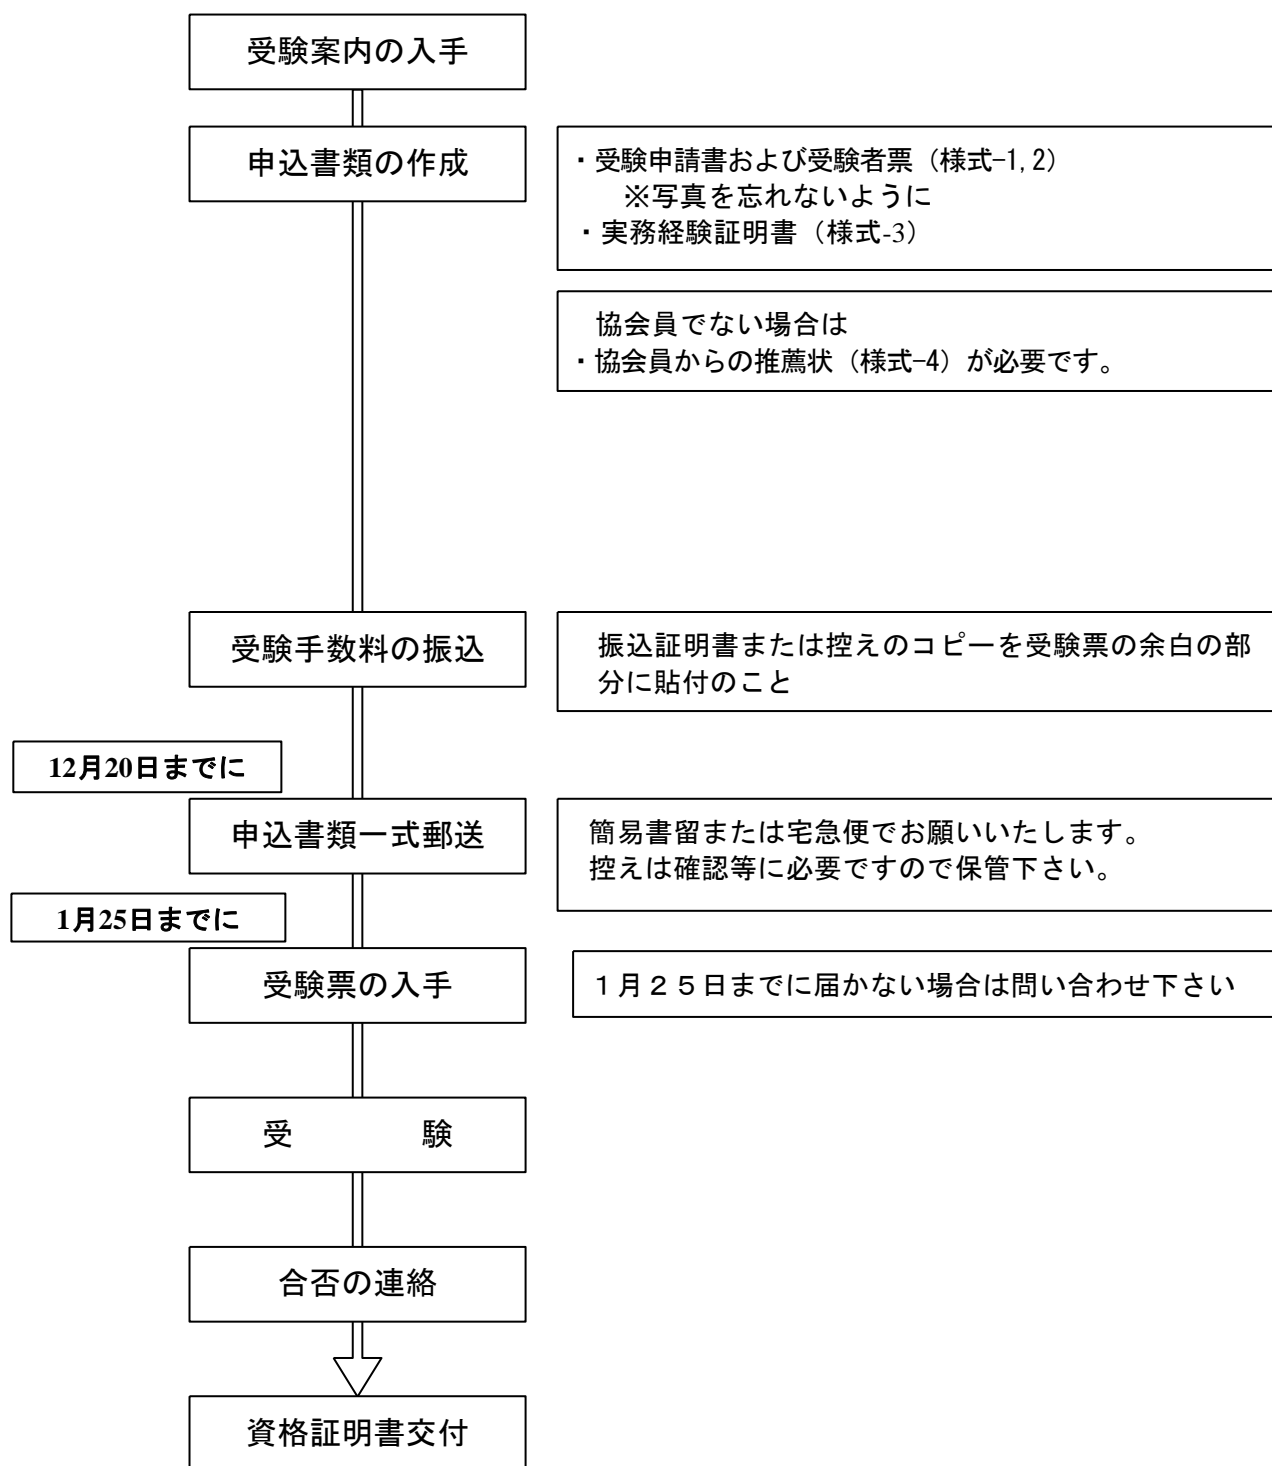 受験案内の入手
申込書類の作成
・受験申請書および受験者票（様式-1,2）
※写真を忘れないように
・実務経験証明書（様式-3）
協会員でない場合は
・協会員からの推薦状（様式-4）が必要です。
受験手数料の振込
振込証明書または控えのコピーを受験票の余白の部
分に貼付のこと
12月20日までに
申込書類一式郵送
簡易書留または宅急便でお願いいたします。
控えは確認等に必要ですので保管下さい。
1月25日までに
受験票の入手
１月２５日までに届かない場合は問い合わせ下さい
受　　　　験
合否の連絡
資格証明書交付